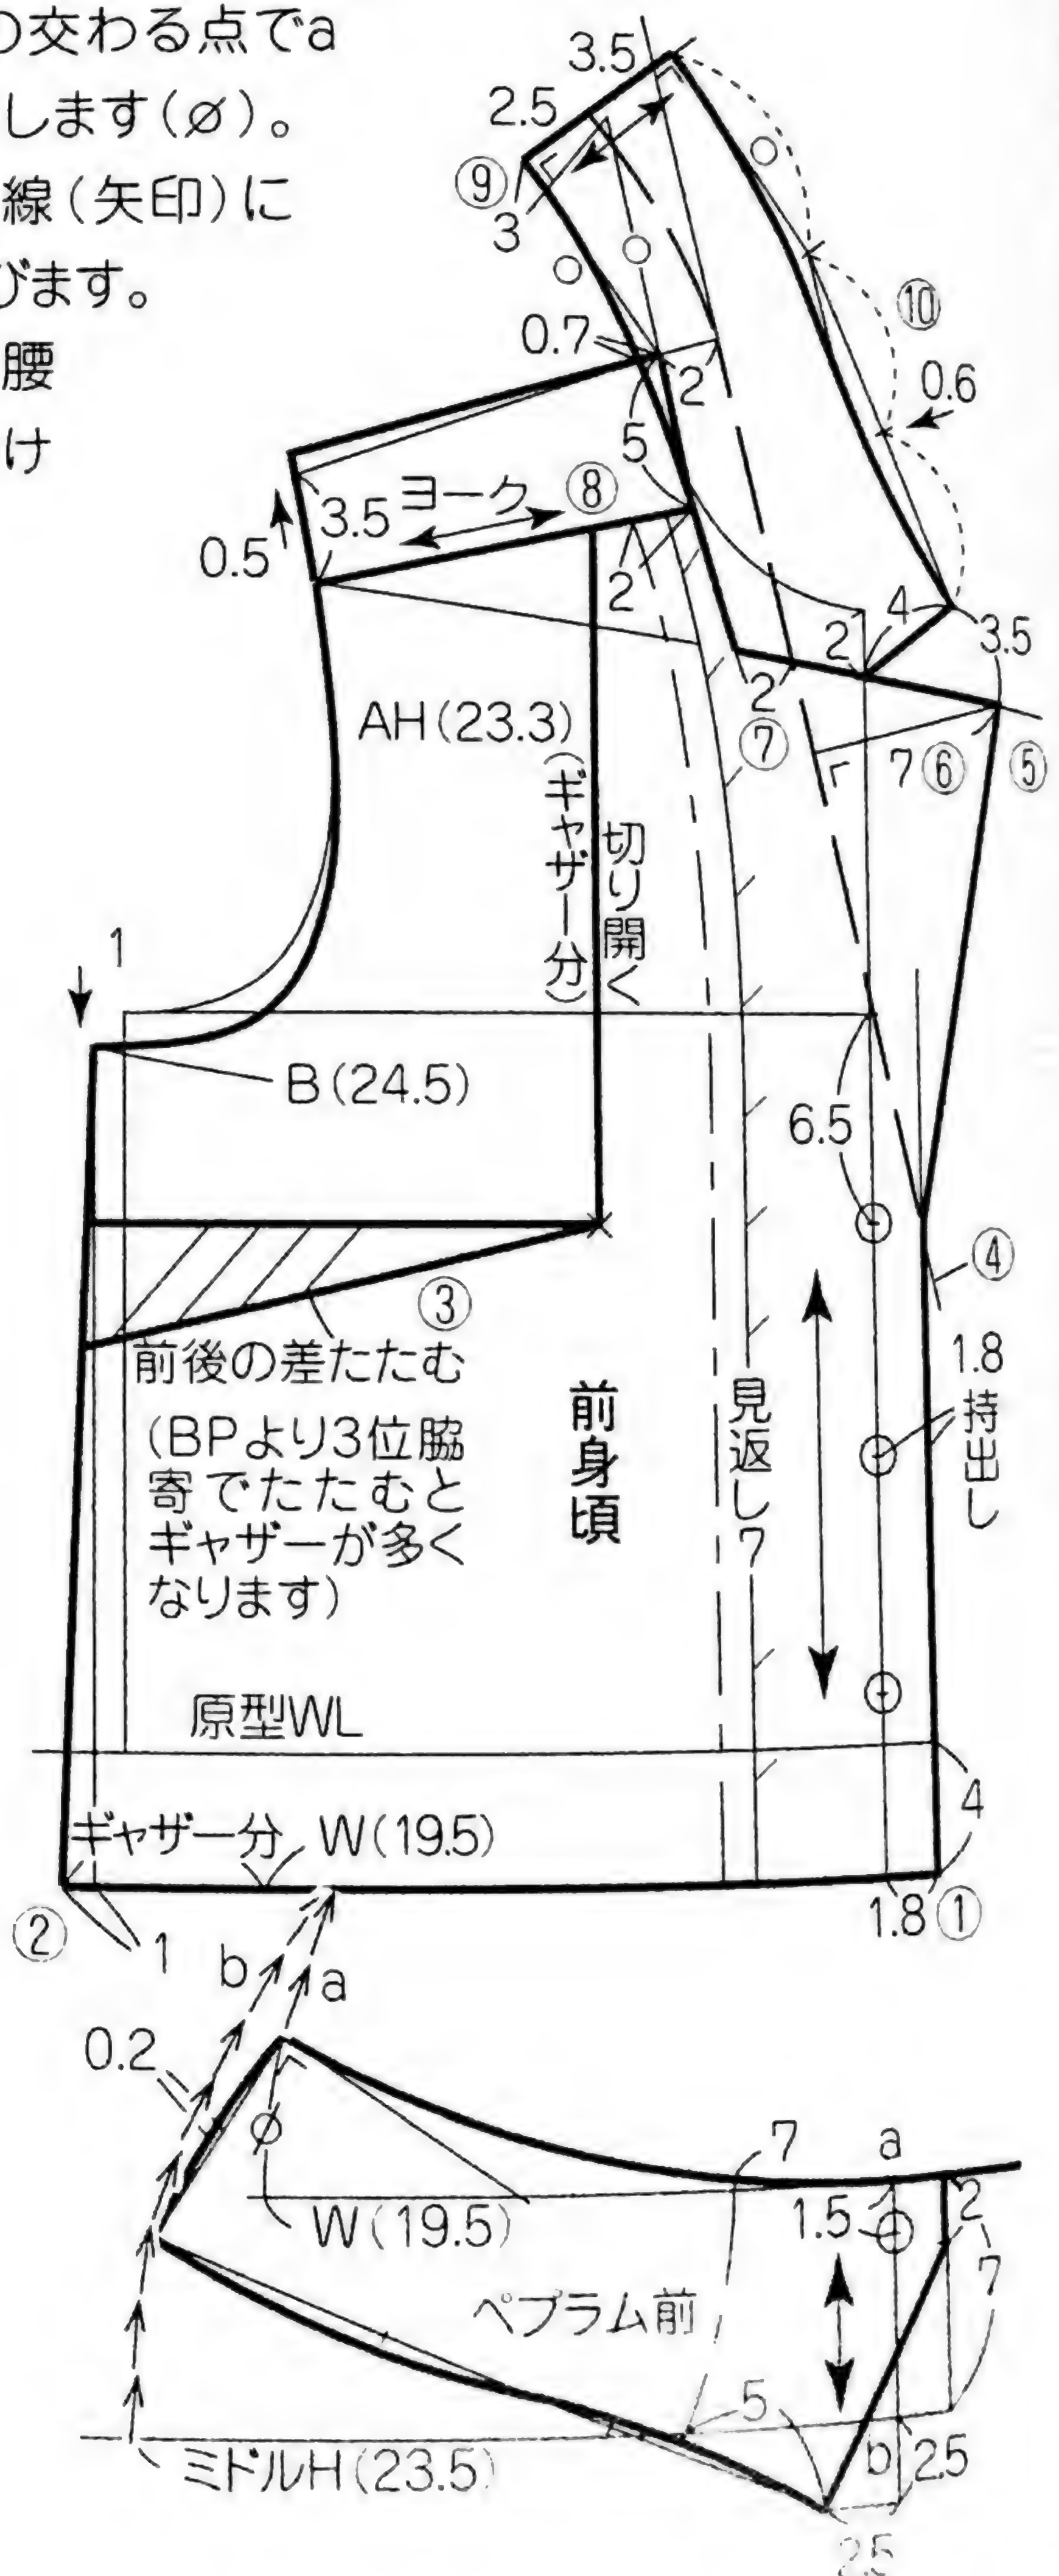 の交わる点でa
します(ø)。
線(矢印)に
びます。
腰
け
3.5
2.5
⑨
3
⑩
0.7
2
0.6
5
3.5 ヨーク ⑧
0.5
2
4
2
3.5
2
AH(23.3)
⑦
7⑥ ⑤
(ギャザー分)
切り開く
1
B(24.5)
6.5
④
③
前後の差たたむ
(BPより3位脇
寄でたたむと
ギャザーが多く
なります)
前身頃
見返し7
1.8
持出し
原型WL
4
ギャザー分 W(19.5)
1.8①
②
1
b
a
0.2
ø
7
a
W(19.5)
1.5
2
7
ペプラム前
5
b
2.5
ミドルH(23.5)
2.5